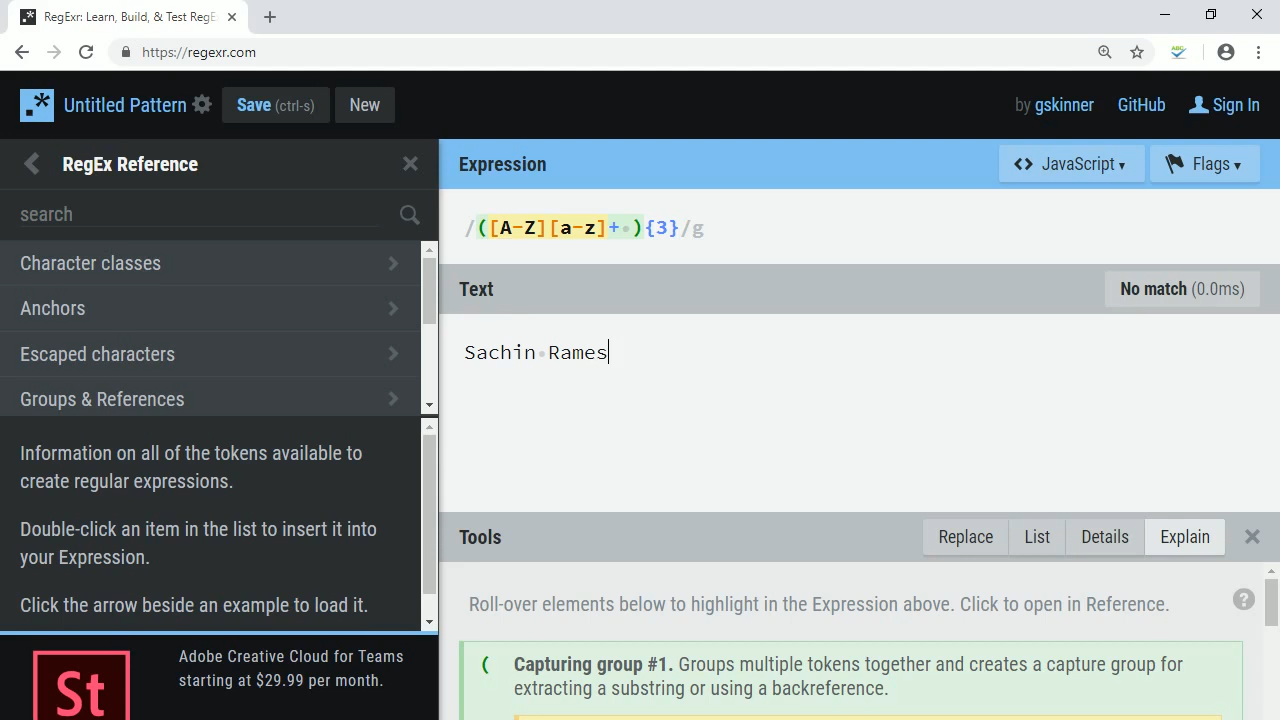 RegExr: Learn, Build, & Test RegE
https://regexr.com
ABC
.*
Untitled Pattern
Save (ctrl-s)
New
by gskinner
GitHub
Sign In
RegEx Reference
Expression
<> JavaScript
Flags
search
/([A-Z][a-z]+ ){3}/g
Character classes
Text
No match (0.0ms)
Anchors
Sachin Rames
Escaped characters
Groups & References
Information on all of the tokens available to
create regular expressions.
Double-click an item in the list to insert it into
your Expression.
Click the arrow beside an example to load it.
Tools
Replace
List
Details
Explain
Roll-over elements below to highlight in the Expression above. Click to open in Reference.
?
( Capturing group #1. Groups multiple tokens together and creates a capture group for
extracting a substring or using a backreference.
St
Adobe Creative Cloud for Teams
starting at $29.99 per month.